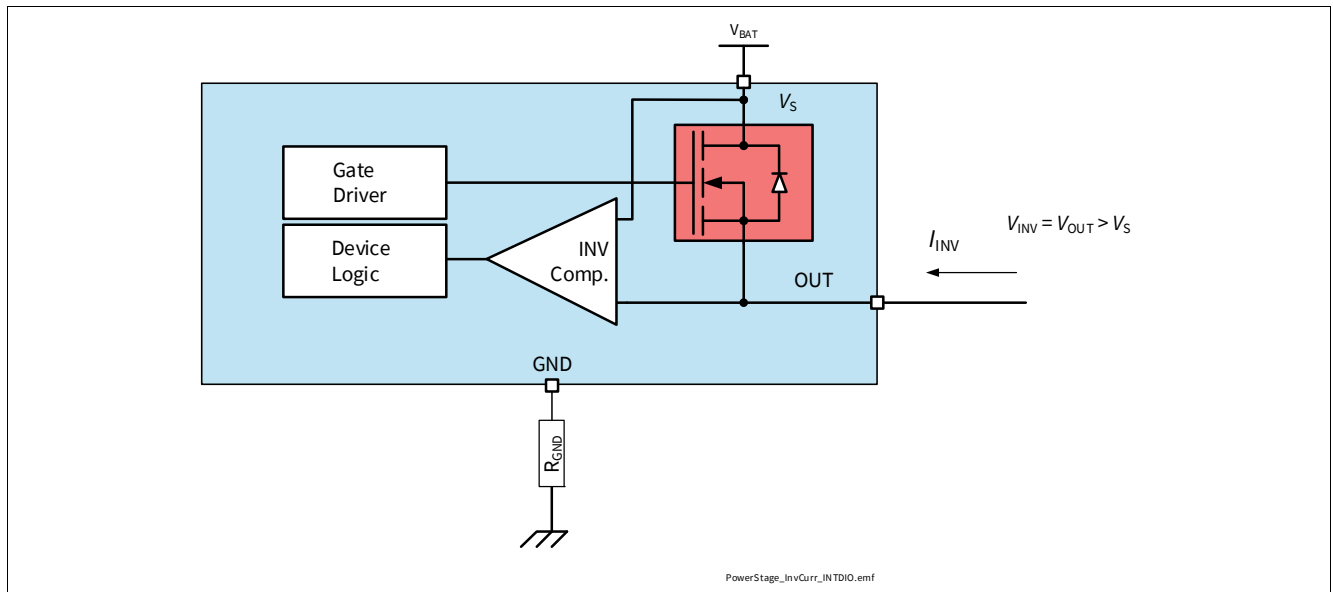 VBAT
VS
Gate
Driver
Device
Logic
INV
Comp.
OUT
IINV
VINV = VOUT > VS
GND
RGND
PowerStage_InvCurr_INTDIO.emf